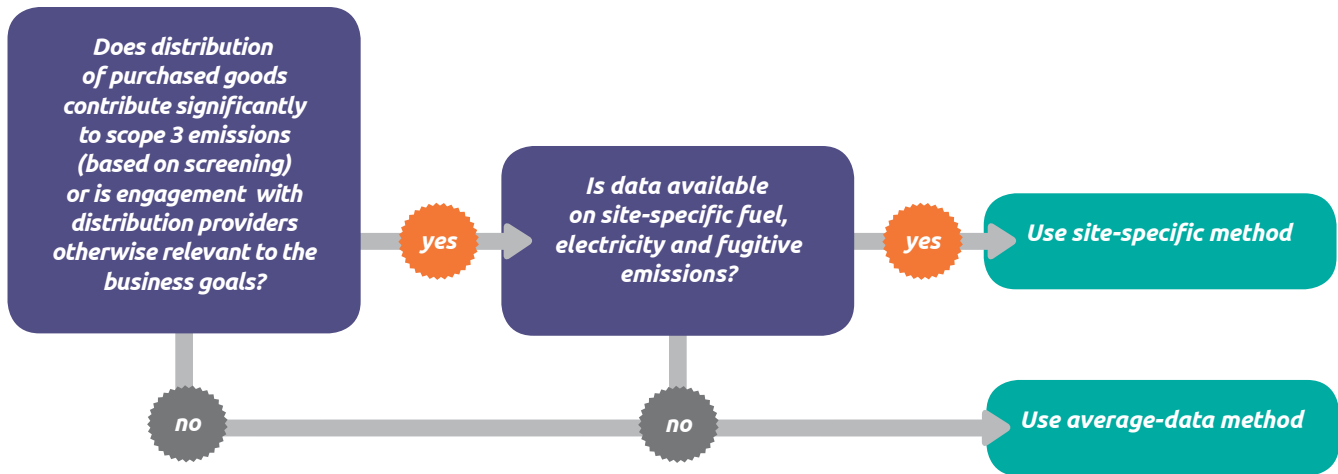 Does distribution
of purchased goods
contribute significantly
to scope 3 emissions
(based on screening)
or is engagement with
distribution providers
otherwise relevant to the
business goals?
yes
Is data available
on site-specific fuel,
electricity and fugitive
emissions?
yes
Use site-specific method
no
no
Use average-data method